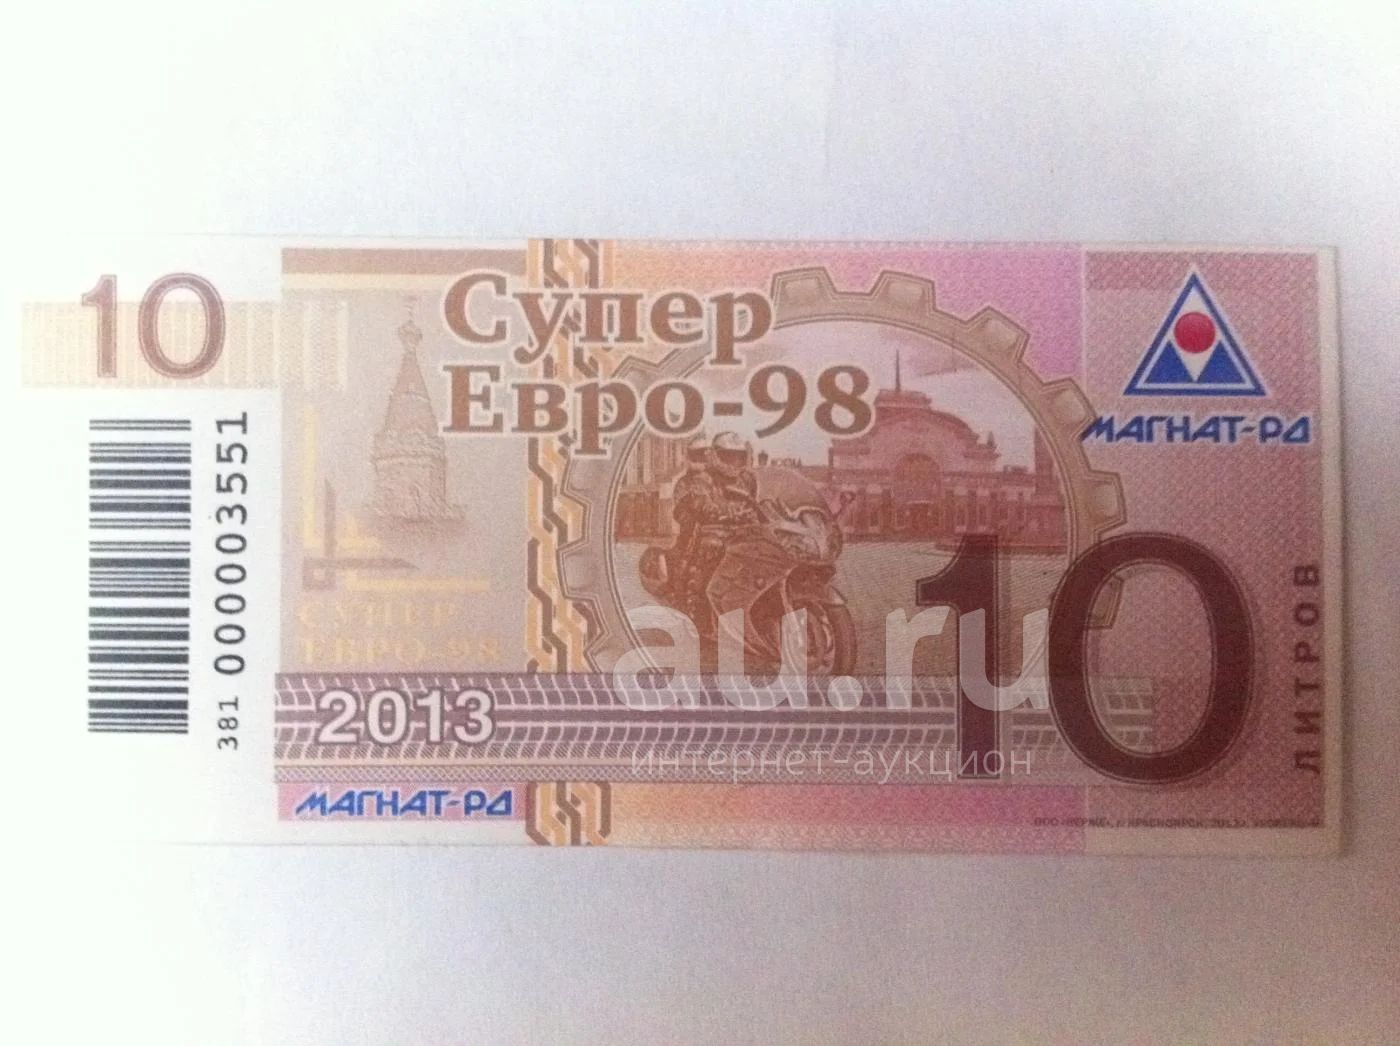 10
Супер
Евро-98
МАГНАТ-РД
381 000003551
СУПЕР
ЕВРО-98
2013
10
ЛИТРОВ
МАГНАТ-РД
au.ru
интернет-аукцион